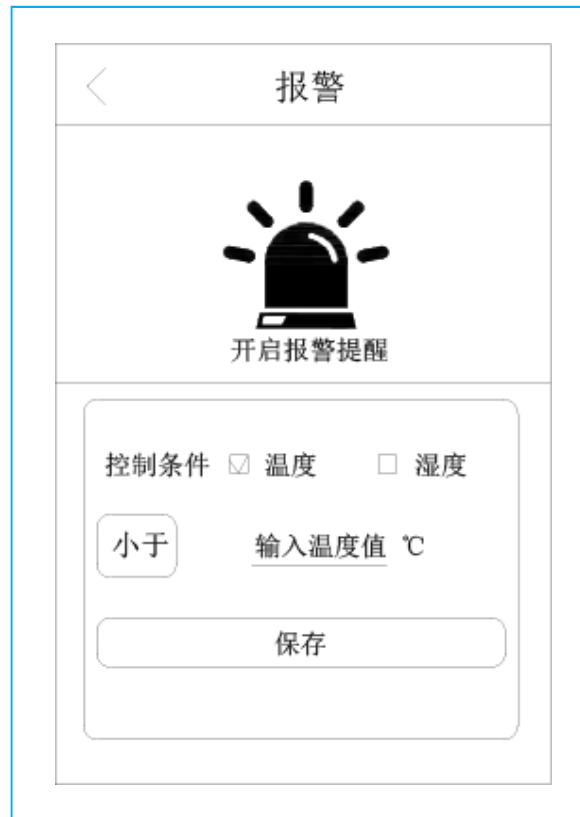 报警
开启报警提醒
控制条件 温度 湿度
小于 输入温度值 ℃
保存